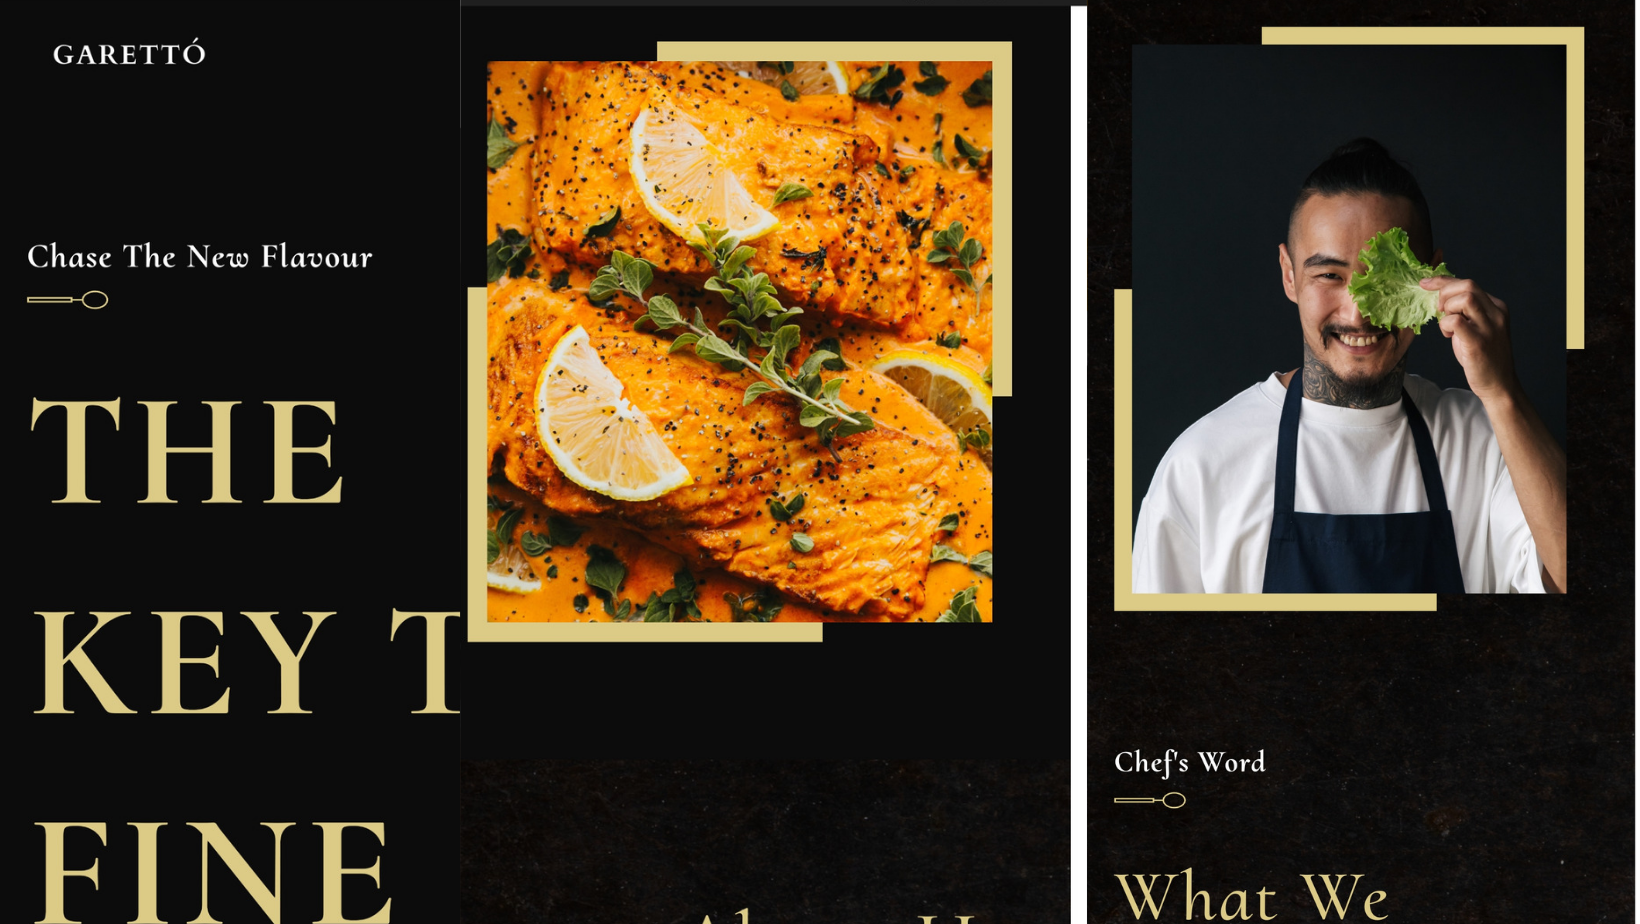 GARETTÓ
Chase The New Flavour
THE
KEY T
FINE
Chef's Word
What We